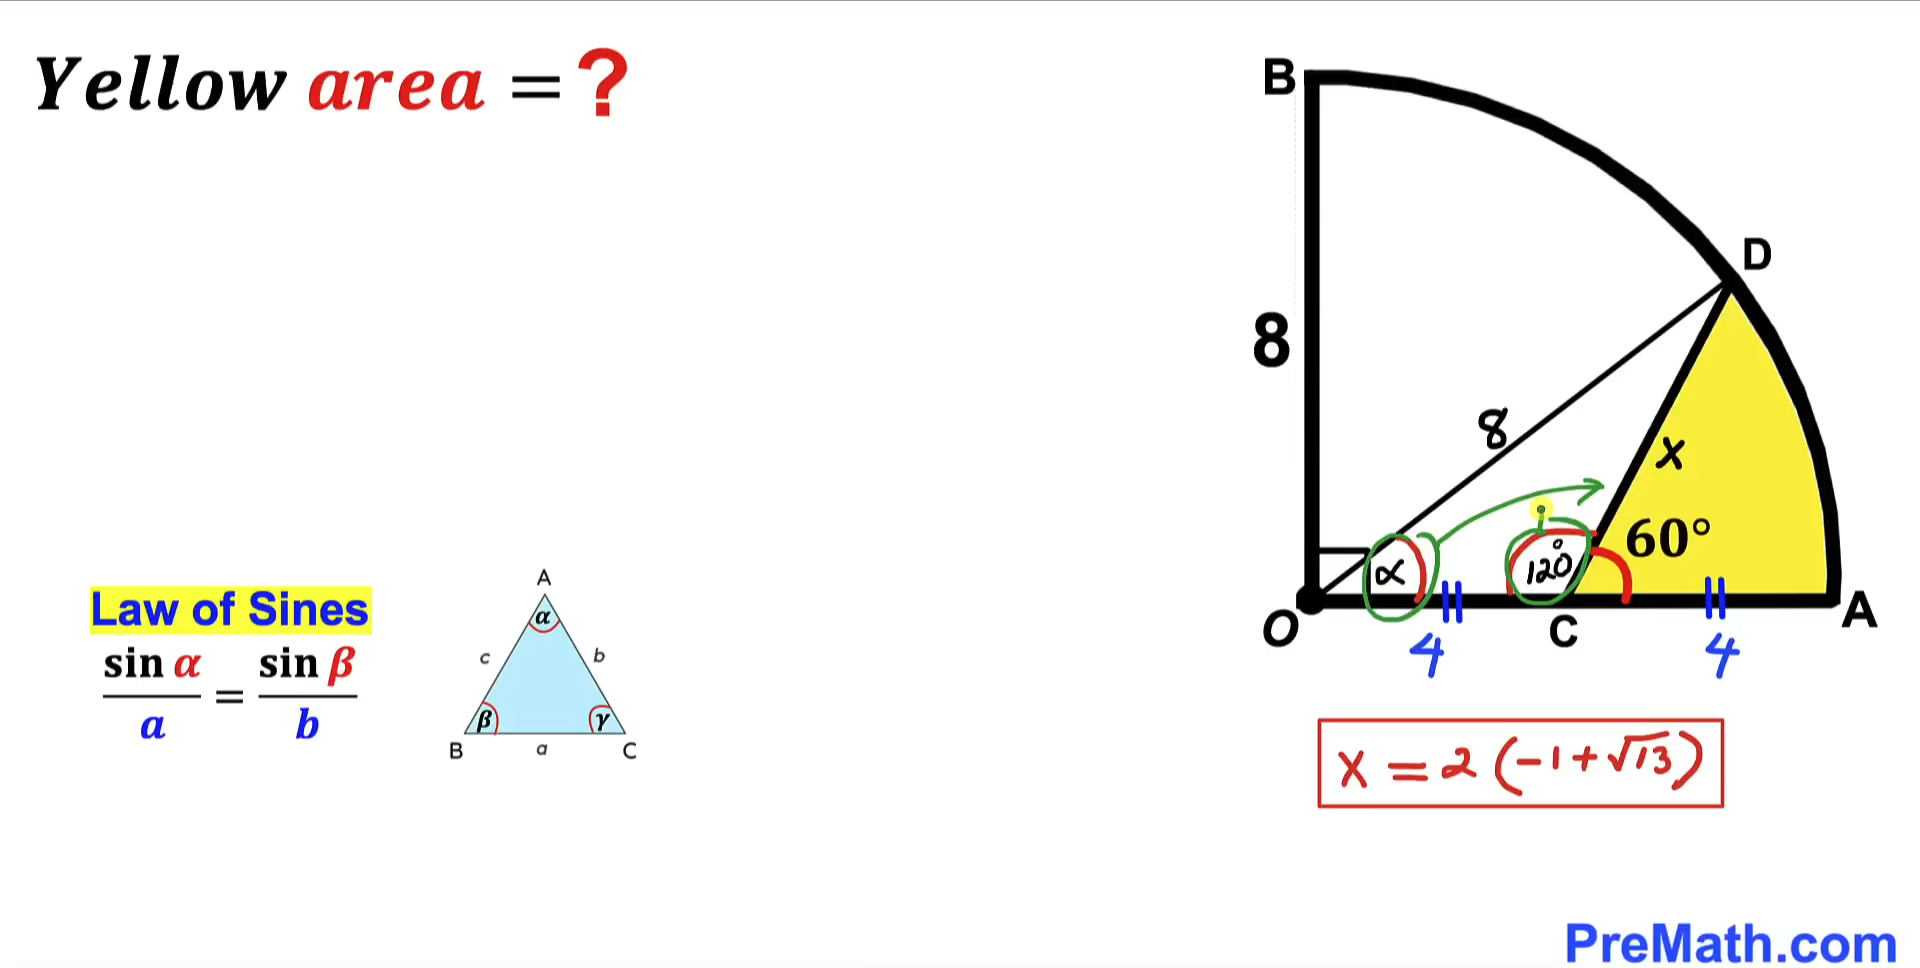 Yellow area = ?
B
D
8
8
x
60°
α
120°
O
C
A
4
4
Law of Sines
sin α / a = sin β / b
A
α
c
b
β
γ
B
a
C
x = 2 (-1 + √13)
PreMath.com